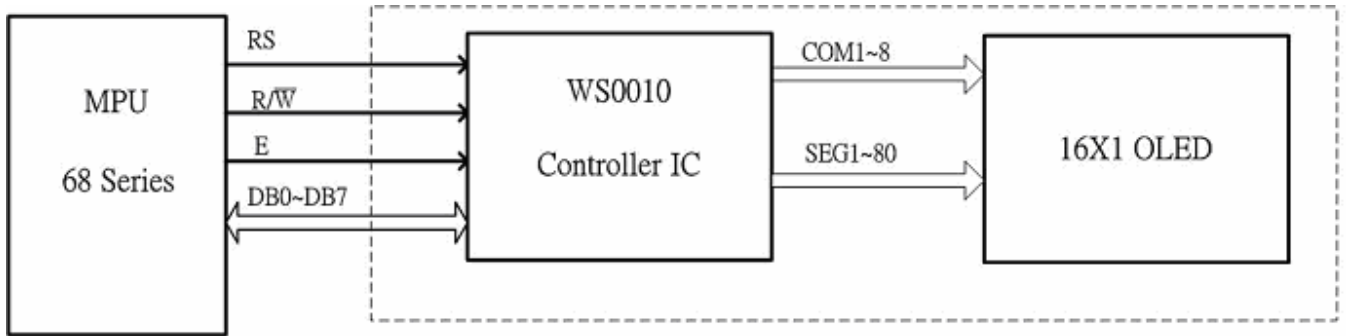 MPU
68 Series
RS
R/W̅
E
DB0~DB7
WS0010
Controller IC
COM1~8
SEG1~80
16X1 OLED